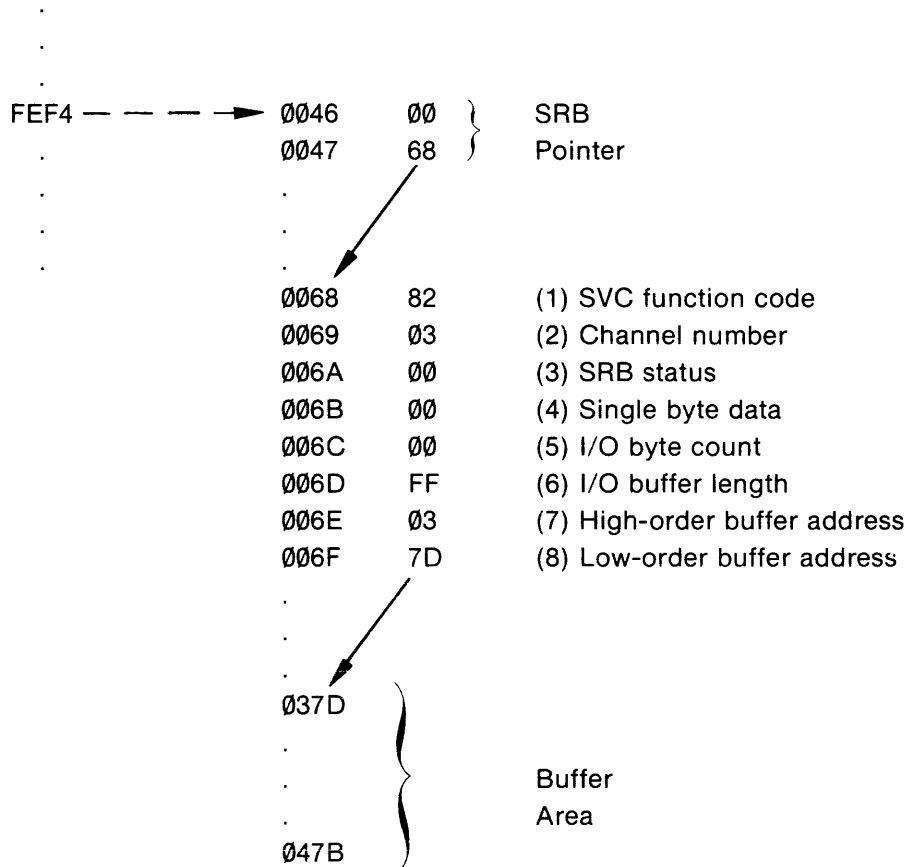 FEF4 0046 00 SRB
0047 68 Pointer
0068 82 (1) SVC function code
0069 03 (2) Channel number
006A 00 (3) SRB status
006B 00 (4) Single byte data
006C 00 (5) I/O byte count
006D FF (6) I/O buffer length
006E 03 (7) High-order buffer address
006F 7D (8) Low-order buffer address
037D
Buffer
Area
047B